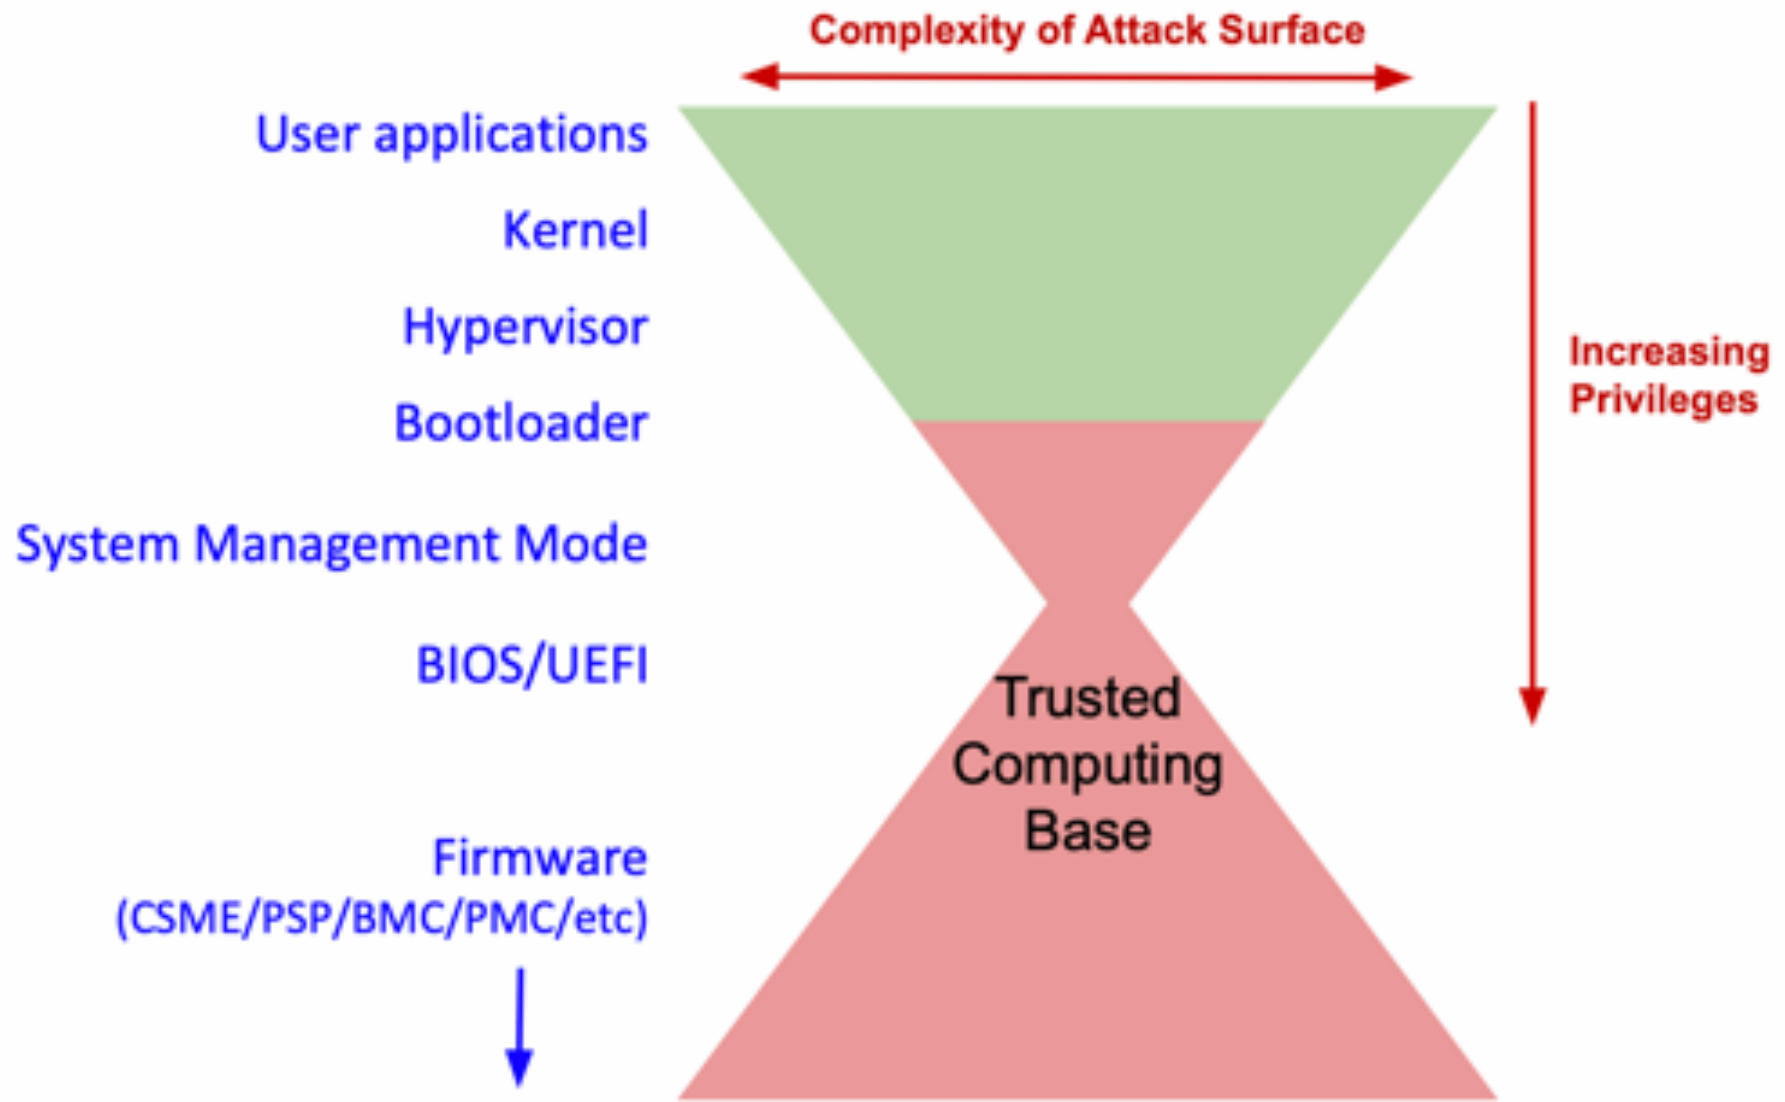 Complexity of Attack Surface
User applications
Kernel
Hypervisor
Bootloader
System Management Mode
BIOS/UEFI
Firmware
(CSME/PSP/BMC/PMC/etc)
Trusted
Computing
Base
Increasing
Privileges